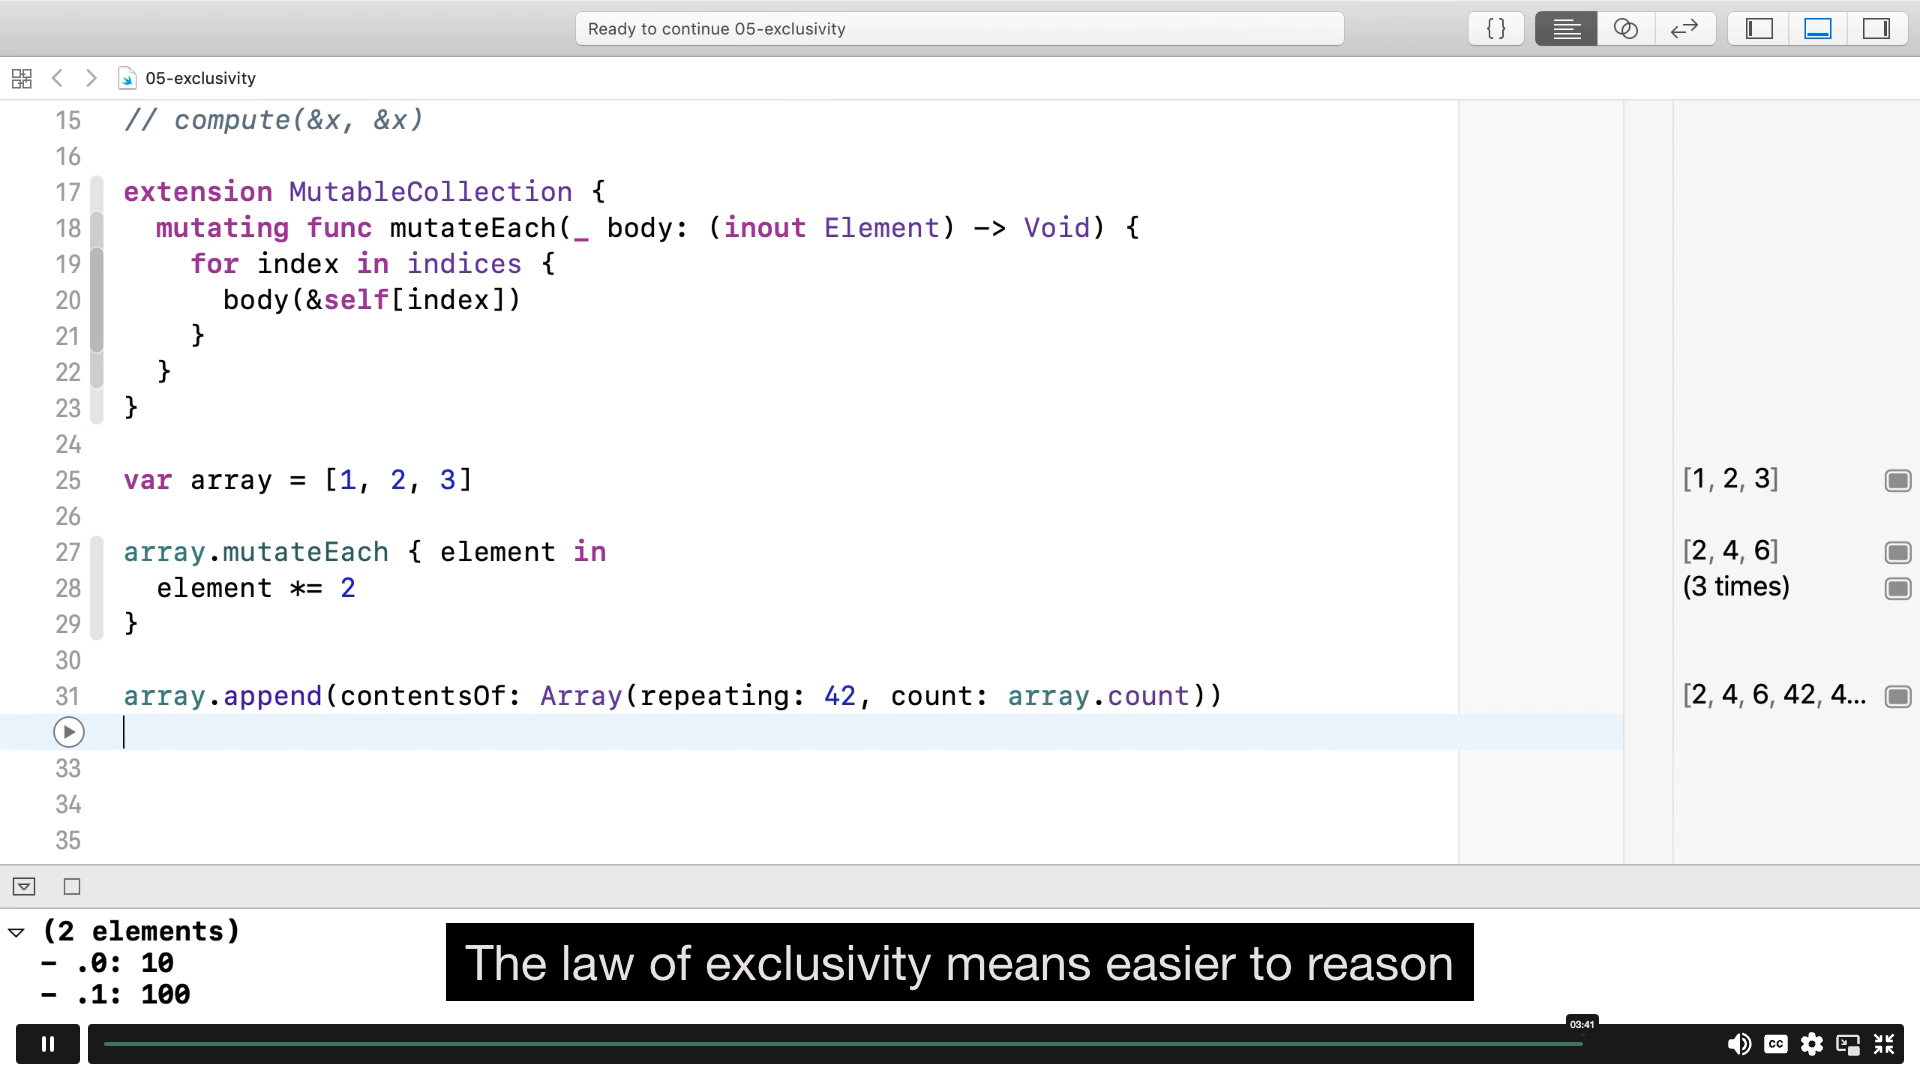 Ready to continue 05-exclusivity
{ }
05-exclusivity
15 // compute(&x, &x)
16
17 extension MutableCollection {
18 mutating func mutateEach(_ body: (inout Element) -> Void) {
19 for index in indices {
20 body(&self[index])
21 }
22 }
23 }
24
25 var array = [1, 2, 3] [1, 2, 3]
26
27 array.mutateEach { element in [2, 4, 6]
28 element *= 2 (3 times)
29 }
30
31 array.append(contentsOf: Array(repeating: 42, count: array.count)) [2, 4, 6, 42, 4...
33
34
35
(2 elements)
- .0: 10
- .1: 100
The law of exclusivity means easier to reason
03:41
CC